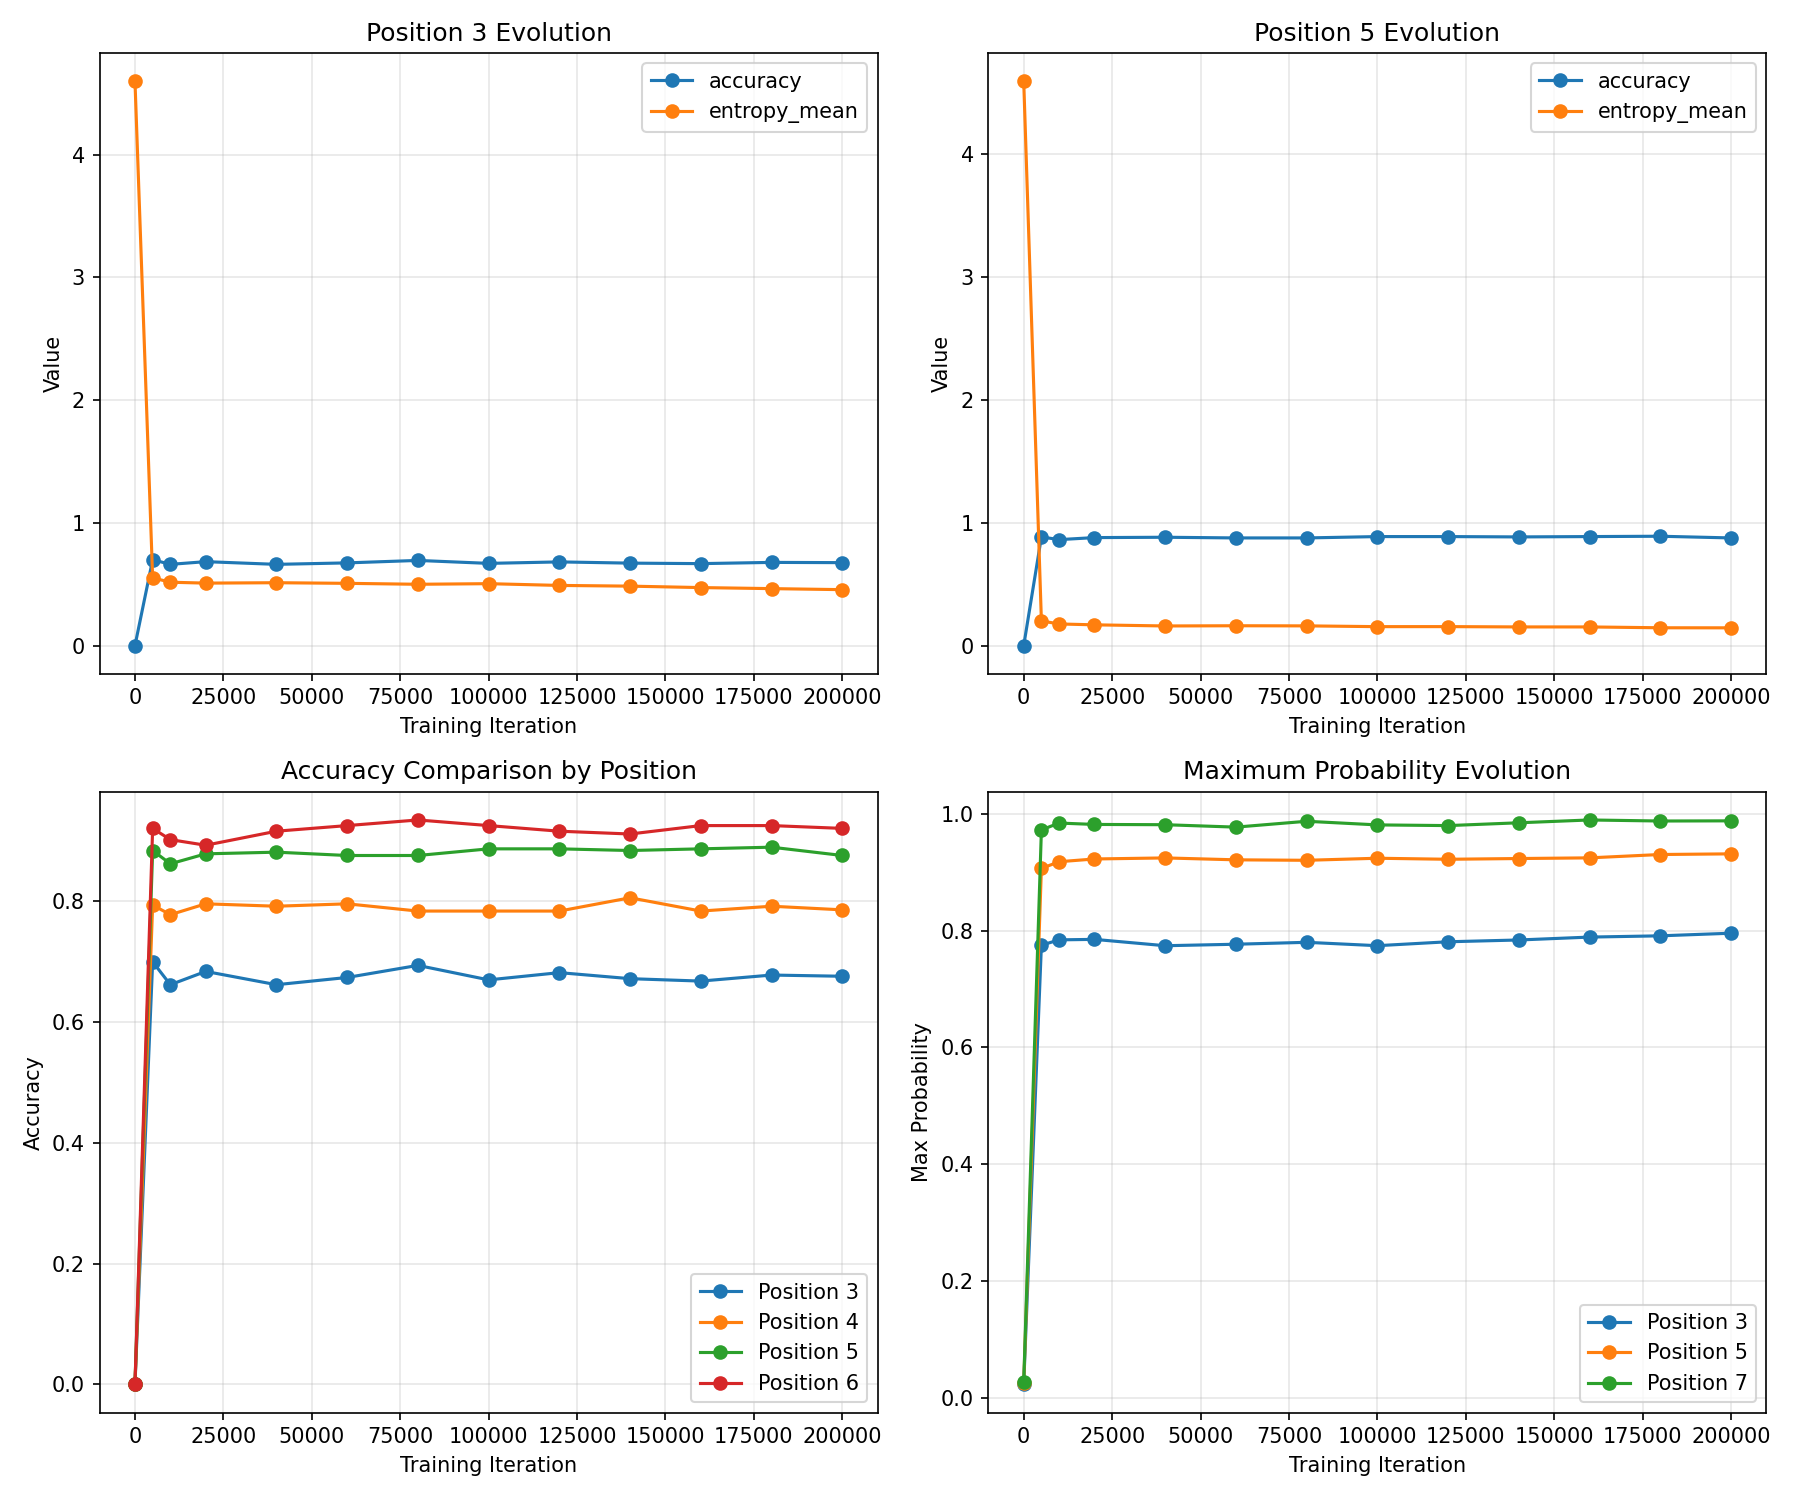 Position 3 Evolution
accuracy
entropy_mean
4
3
2
1
0
Value
0 25000 50000 75000 100000 125000 150000 175000 200000
Training Iteration
Position 5 Evolution
accuracy
entropy_mean
4
3
2
1
0
Value
0 25000 50000 75000 100000 125000 150000 175000 200000
Training Iteration
Accuracy Comparison by Position
0.8
0.6
0.4
0.2
0.0
Accuracy
Position 3
Position 4
Position 5
Position 6
0 25000 50000 75000 100000 125000 150000 175000 200000
Training Iteration
Maximum Probability Evolution
1.0
0.8
0.6
0.4
0.2
0.0
Max Probability
Position 3
Position 5
Position 7
0 25000 50000 75000 100000 125000 150000 175000 200000
Training Iteration